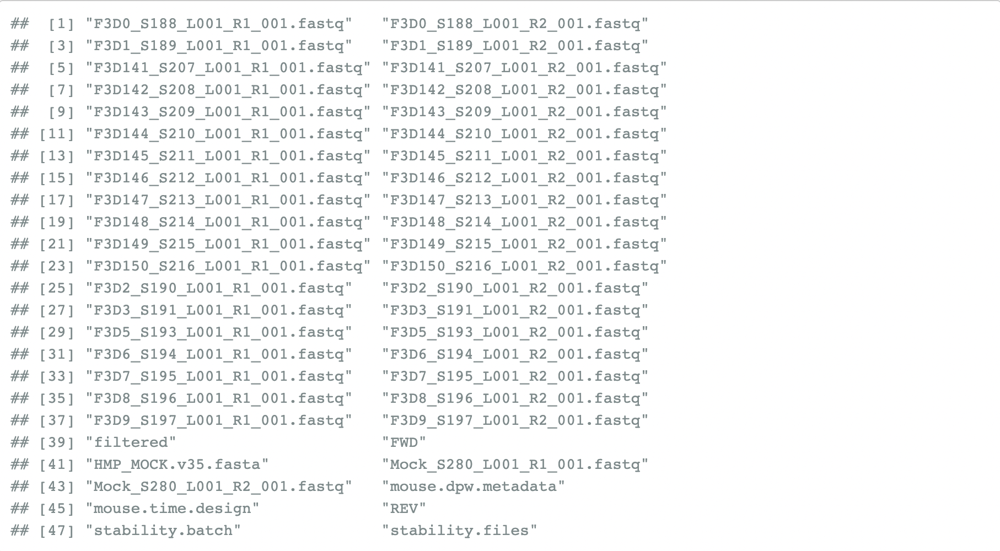 ##  [1] "F3D0_S188_L001_R1_001.fastq"   "F3D0_S188_L001_R2_001.fastq"
##  [3] "F3D1_S189_L001_R1_001.fastq"   "F3D1_S189_L001_R2_001.fastq"
##  [5] "F3D141_S207_L001_R1_001.fastq" "F3D141_S207_L001_R2_001.fastq"
##  [7] "F3D142_S208_L001_R1_001.fastq" "F3D142_S208_L001_R2_001.fastq"
##  [9] "F3D143_S209_L001_R1_001.fastq" "F3D143_S209_L001_R2_001.fastq"
## [11] "F3D144_S210_L001_R1_001.fastq" "F3D144_S210_L001_R2_001.fastq"
## [13] "F3D145_S211_L001_R1_001.fastq" "F3D145_S211_L001_R2_001.fastq"
## [15] "F3D146_S212_L001_R1_001.fastq" "F3D146_S212_L001_R2_001.fastq"
## [17] "F3D147_S213_L001_R1_001.fastq" "F3D147_S213_L001_R2_001.fastq"
## [19] "F3D148_S214_L001_R1_001.fastq" "F3D148_S214_L001_R2_001.fastq"
## [21] "F3D149_S215_L001_R1_001.fastq" "F3D149_S215_L001_R2_001.fastq"
## [23] "F3D150_S216_L001_R1_001.fastq" "F3D150_S216_L001_R2_001.fastq"
## [25] "F3D2_S190_L001_R1_001.fastq"   "F3D2_S190_L001_R2_001.fastq"
## [27] "F3D3_S191_L001_R1_001.fastq"   "F3D3_S191_L001_R2_001.fastq"
## [29] "F3D5_S193_L001_R1_001.fastq"   "F3D5_S193_L001_R2_001.fastq"
## [31] "F3D6_S194_L001_R1_001.fastq"   "F3D6_S194_L001_R2_001.fastq"
## [33] "F3D7_S195_L001_R1_001.fastq"   "F3D7_S195_L001_R2_001.fastq"
## [35] "F3D8_S196_L001_R1_001.fastq"   "F3D8_S196_L001_R2_001.fastq"
## [37] "F3D9_S197_L001_R1_001.fastq"   "F3D9_S197_L001_R2_001.fastq"
## [39] "filtered"                      "FWD"
## [41] "HMP_MOCK.v35.fasta"            "Mock_S280_L001_R1_001.fastq"
## [43] "Mock_S280_L001_R2_001.fastq"   "mouse.dpw.metadata"
## [45] "mouse.time.design"             "REV"
## [47] "stability.batch"               "stability.files"